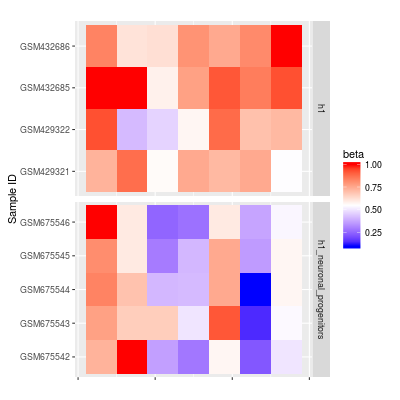 Sample ID
GSM432686
GSM432685
GSM429322
GSM429321
h1
GSM675546
GSM675545
GSM675544
GSM675543
GSM675542
h1_neuronal_progenitors
beta
1.00
0.75
0.50
0.25